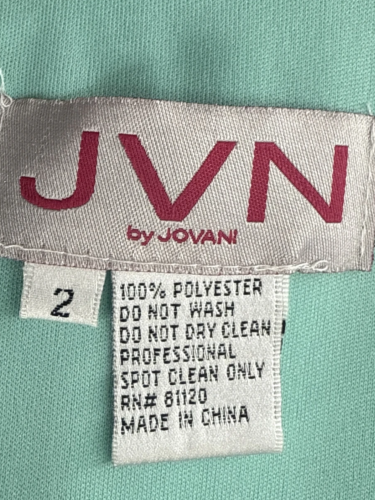 JVN
by JOVANI
2
100% POLYESTER
DO NOT WASH
DO NOT DRY CLEAN
PROFESSIONAL
SPOT CLEAN ONLY
RN# 81120
MADE IN CHINA